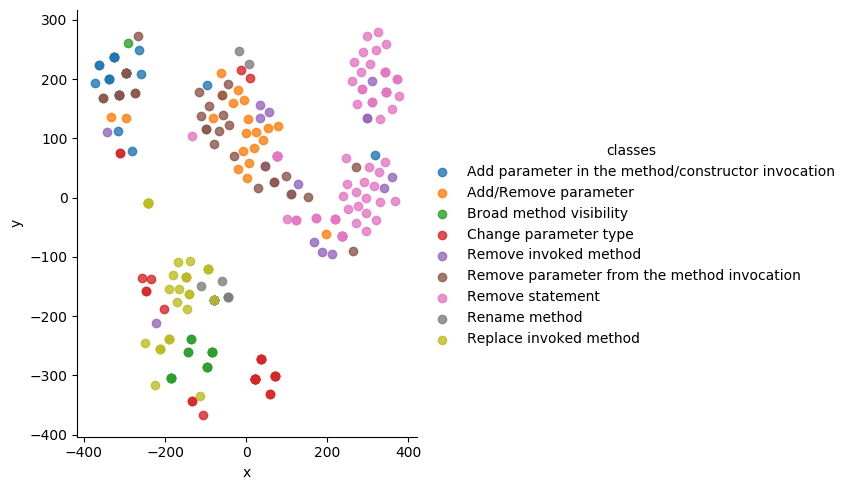 300
200
100
0
−100
−200
−300
−400
y
−400
−200
0
200
400
x
classes
Add parameter in the method/constructor invocation
Add/Remove parameter
Broad method visibility
Change parameter type
Remove invoked method
Remove parameter from the method invocation
Remove statement
Rename method
Replace invoked method